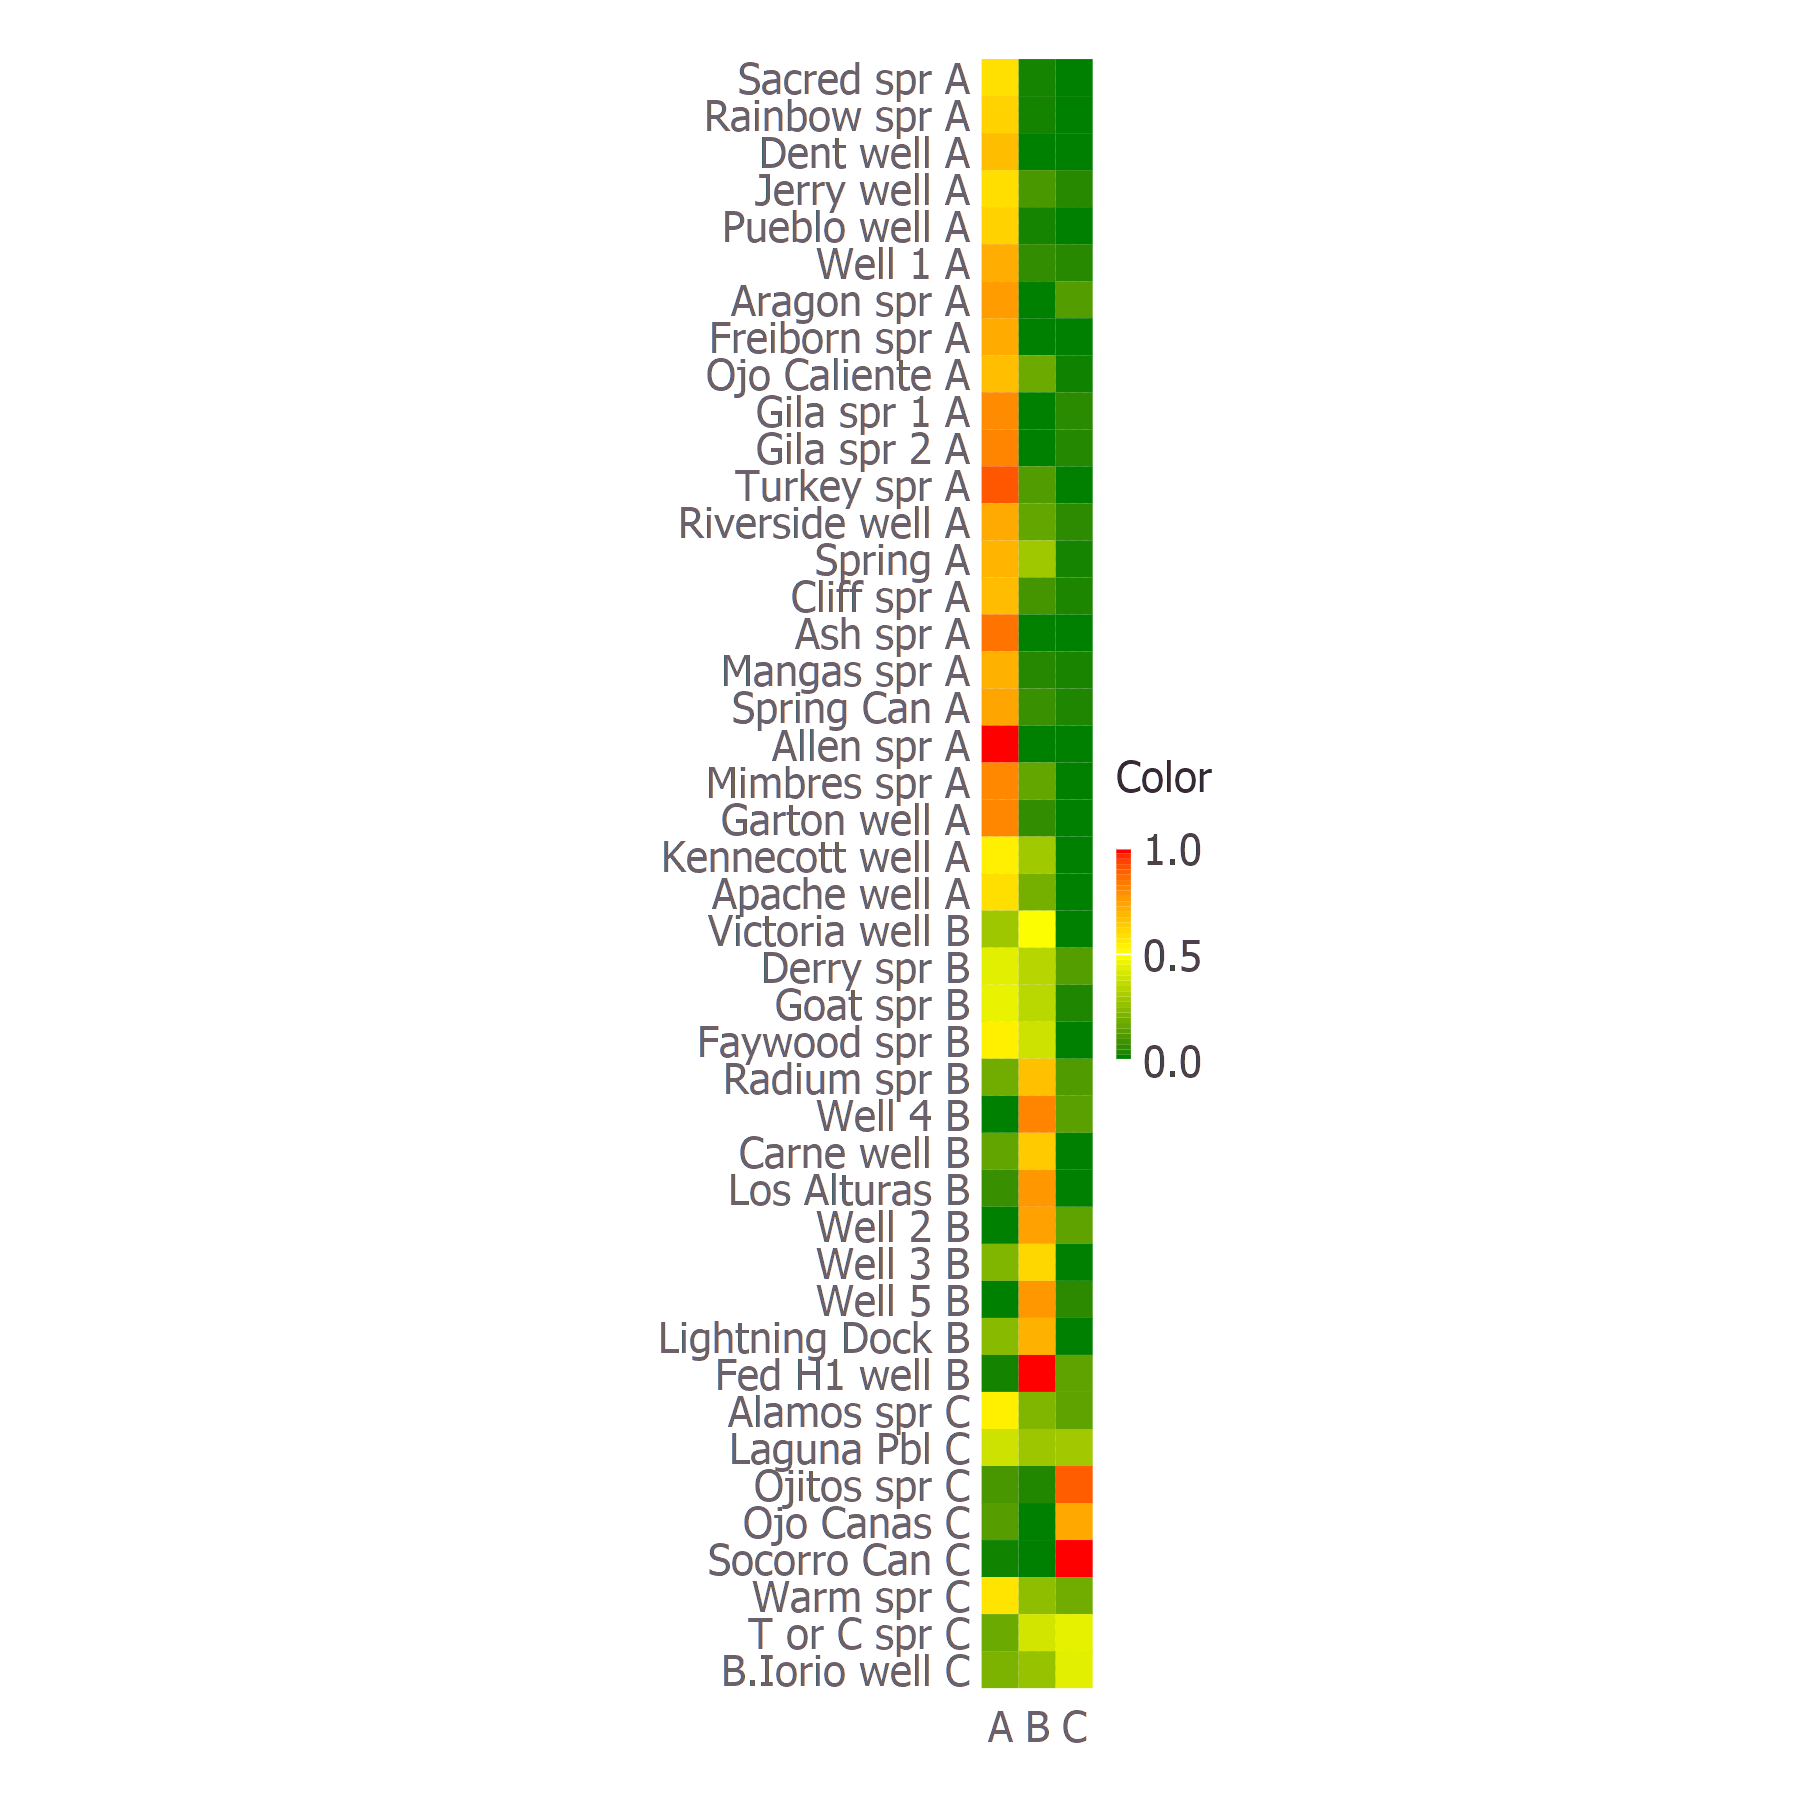 Sacred spr A
Rainbow spr A
Dent well A
Jerry well A
Pueblo well A
Well 1 A
Aragon spr A
Freiborn spr A
Ojo Caliente A
Gila spr 1 A
Gila spr 2 A
Turkey spr A
Riverside well A
Spring A
Cliff spr A
Ash spr A
Mangas spr A
Spring Can A
Allen spr A
Mimbres spr A
Garton well A
Kennecott well A
Apache well A
Victoria well B
Derry spr B
Goat spr B
Faywood spr B
Radium spr B
Well 4 B
Carne well B
Los Alturas B
Well 2 B
Well 3 B
Well 5 B
Lightning Dock B
Fed H1 well B
Alamos spr C
Laguna Pbl C
Ojitos spr C
Ojo Canas C
Socorro Can C
Warm spr C
T or C spr C
B.Iorio well C
A B C
Color
1.0
0.5
0.0